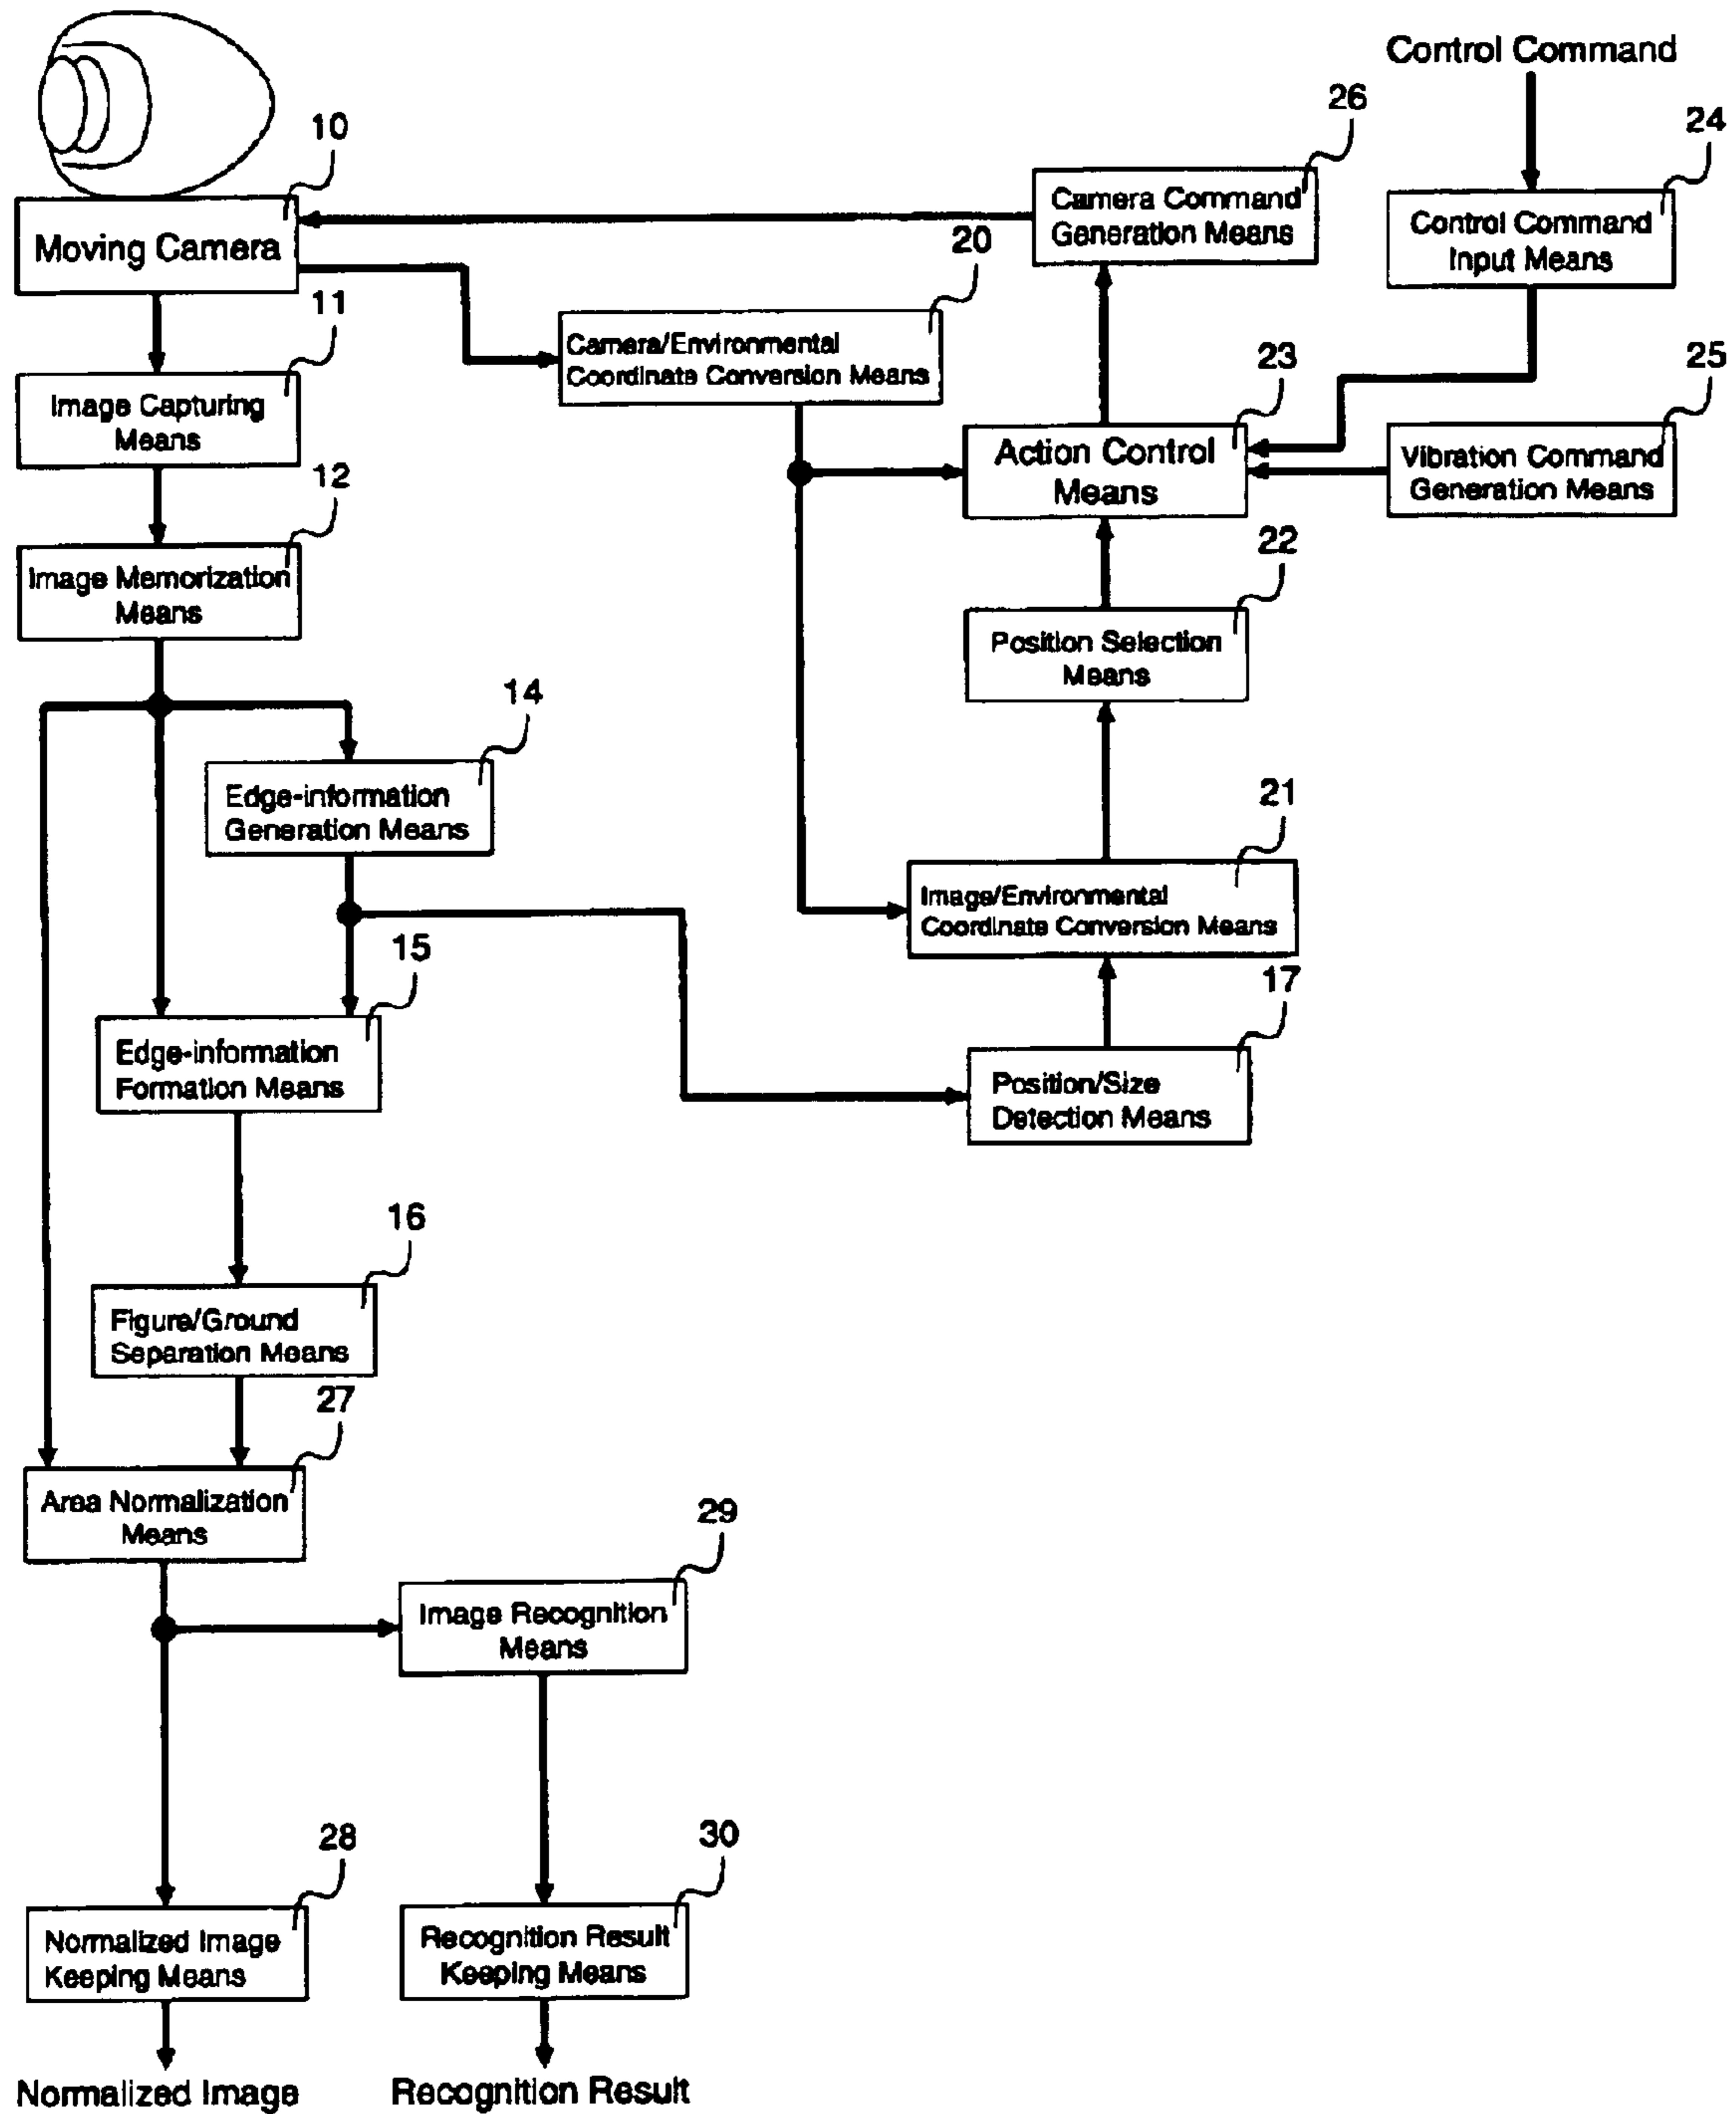 Control Command
26
24
10
Camera Command
Generation Means
Control Command
Input Means
Moving Camera
20
11
Camera/Environmental
Coordinate Conversion Means
23
25
Image Capturing
Means
Action Control
Means
Vibration Command
Generation Means
12
22
Image Memorization
Means
Position Selection
Means
14
Edge-information
Generation Means
21
Image/Environmental
Coordinate Conversion Means
15
17
Edge-information
Formation Means
Position/Size
Detection Means
16
Figure/Ground
Separation Means
27
Area Normalization
Means
29
Image Recognition
Means
28
30
Normalized Image
Keeping Means
Recognition Result
Keeping Means
Normalized Image
Recognition Result